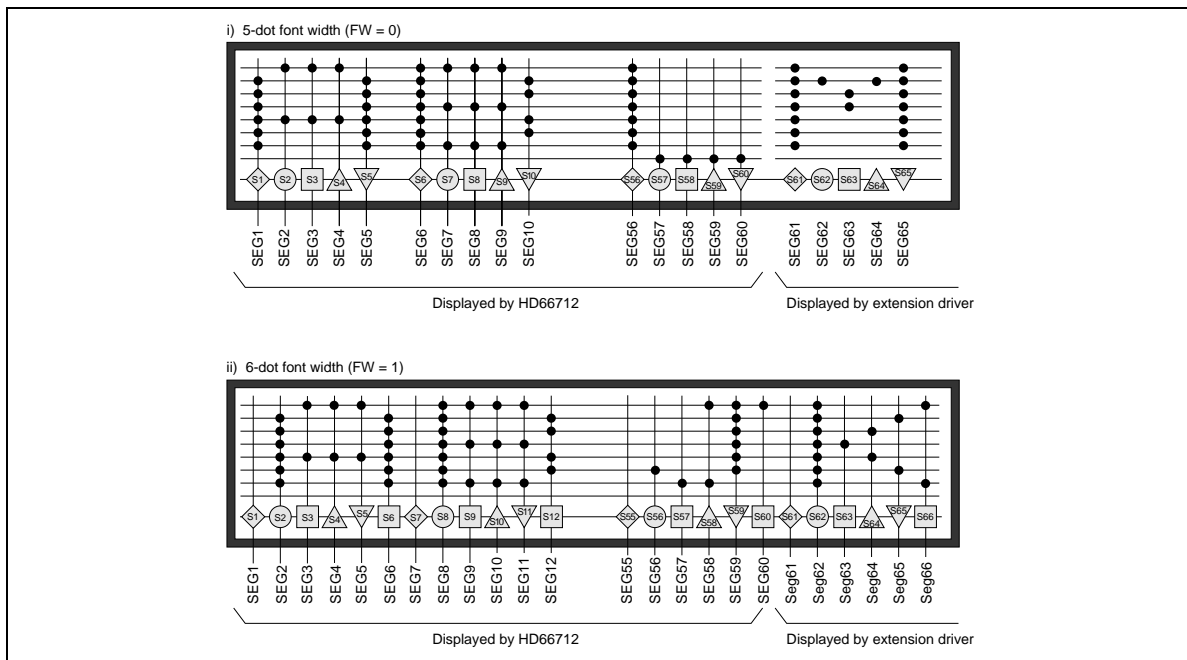 i) 5-dot font width (FW = 0)
S1 S2 S3 S4 S5 S6 S7 S8 S9 S10 S56 S57 S58 S59 S60 S61 S62 S63 S64 S65
SEG1 SEG2 SEG3 SEG4 SEG5 SEG6 SEG7 SEG8 SEG9 SEG10 SEG56 SEG57 SEG58 SEG59 SEG60 SEG61 SEG62 SEG63 SEG64 SEG65
Displayed by HD66712 Displayed by extension driver
ii) 6-dot font width (FW = 1)
S1 S2 S3 S4 S5 S6 S7 S8 S9 S10 S11 S12 S55 S56 S57 S58 S59 S60 S61 S62 S63 S64 S65 S66
SEG1 SEG2 SEG3 SEG4 SEG5 SEG6 SEG7 SEG8 SEG9 SEG10 SEG11 SEG12 SEG55 SEG56 SEG57 SEG58 SEG59 SEG60 Seg61 Seg62 Seg63 Seg64 Seg65 Seg66
Displayed by HD66712 Displayed by extension driver